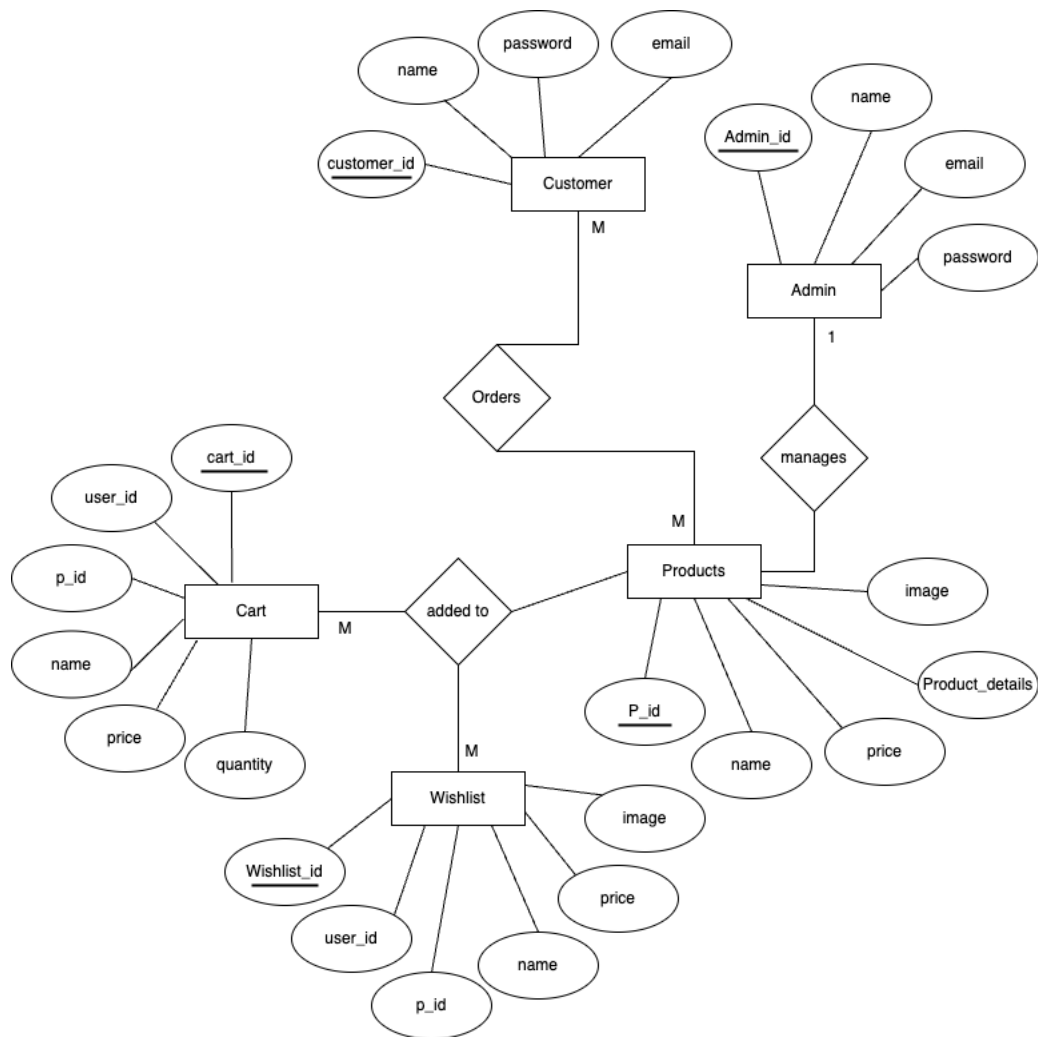 password
email
name
name
Admin_id
customer_id
email
Customer
M
password
Admin
1
Orders
cart_id
manages
user_id
M
p_id
Products
image
Cart
added to
M
name
Product_details
P_id
price
price
quantity
name
M
Wishlist
image
Wishlist_id
price
user_id
name
p_id